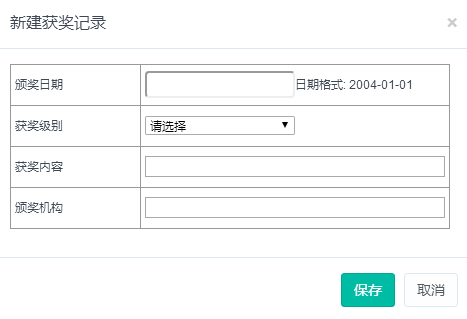 新建获奖记录 ×
颁奖日期 日期格式: 2004-01-01
获奖级别 请选择
获奖内容
颁奖机构
保存 取消